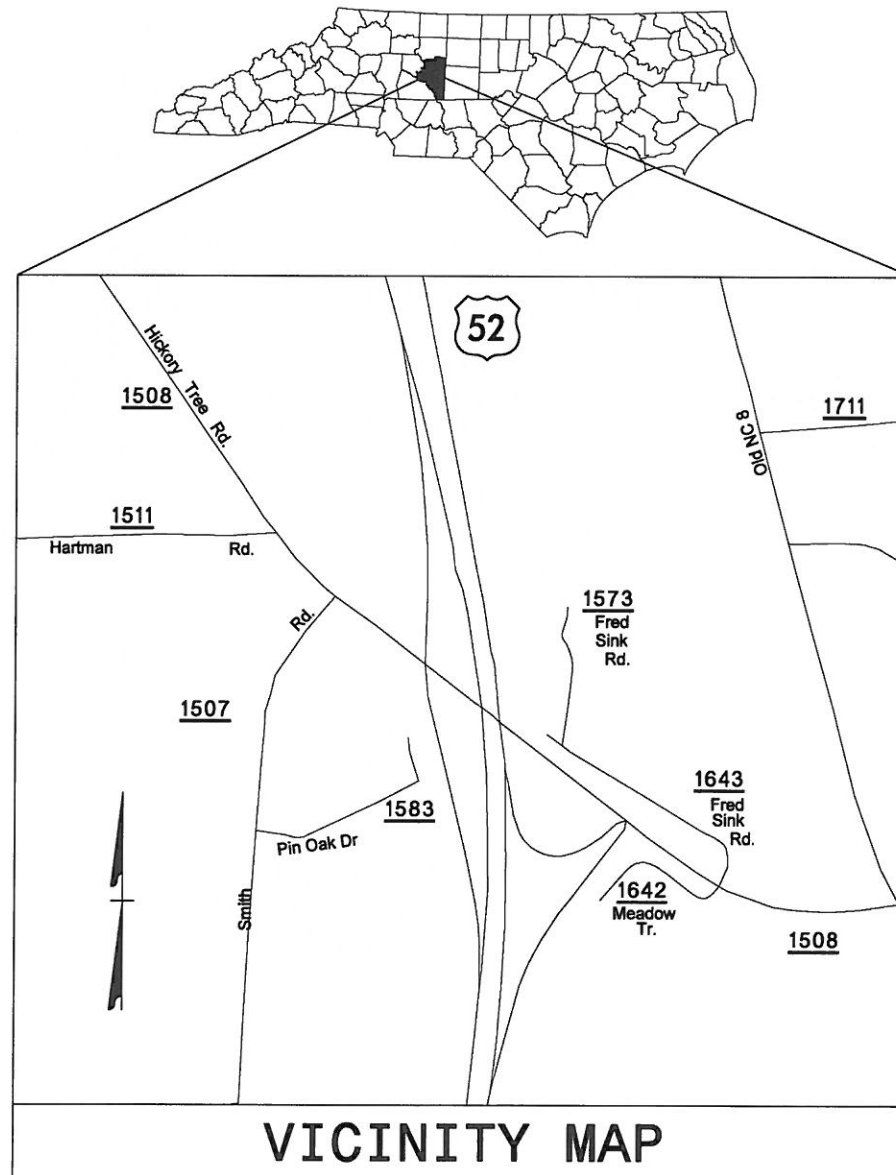 52
Hickory Tree Rd.
1508
1711
Old NC 8
1511
Hartman Rd.
1573
Fred
Sink
Rd.
Rd.
1507
1643
Fred
Sink
Rd.
1583
Pin Oak Dr
1642
Meadow
Tr.
Smith
1508
VICINITY MAP